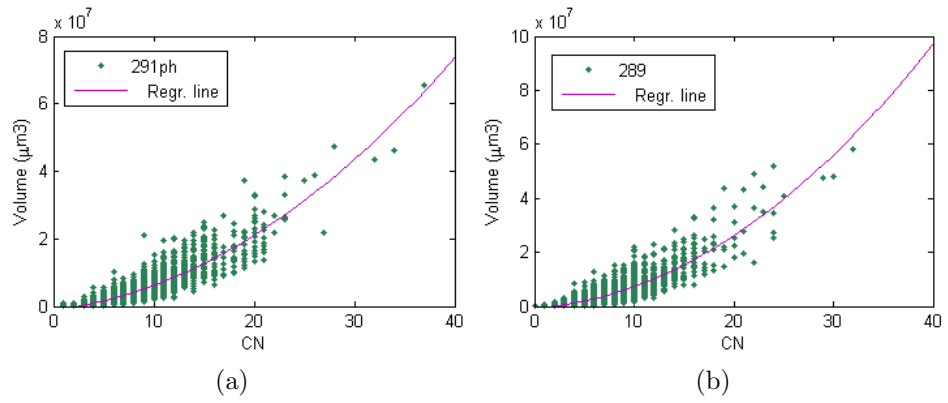 x 10^7
8
6
4
2
0
Volume (μm3)
291ph
Regr. line
0 10 20 30 40
CN
(a)
x 10^7
10
8
6
4
2
0
Volume (μm3)
289
Regr. line
0 10 20 30 40
CN
(b)